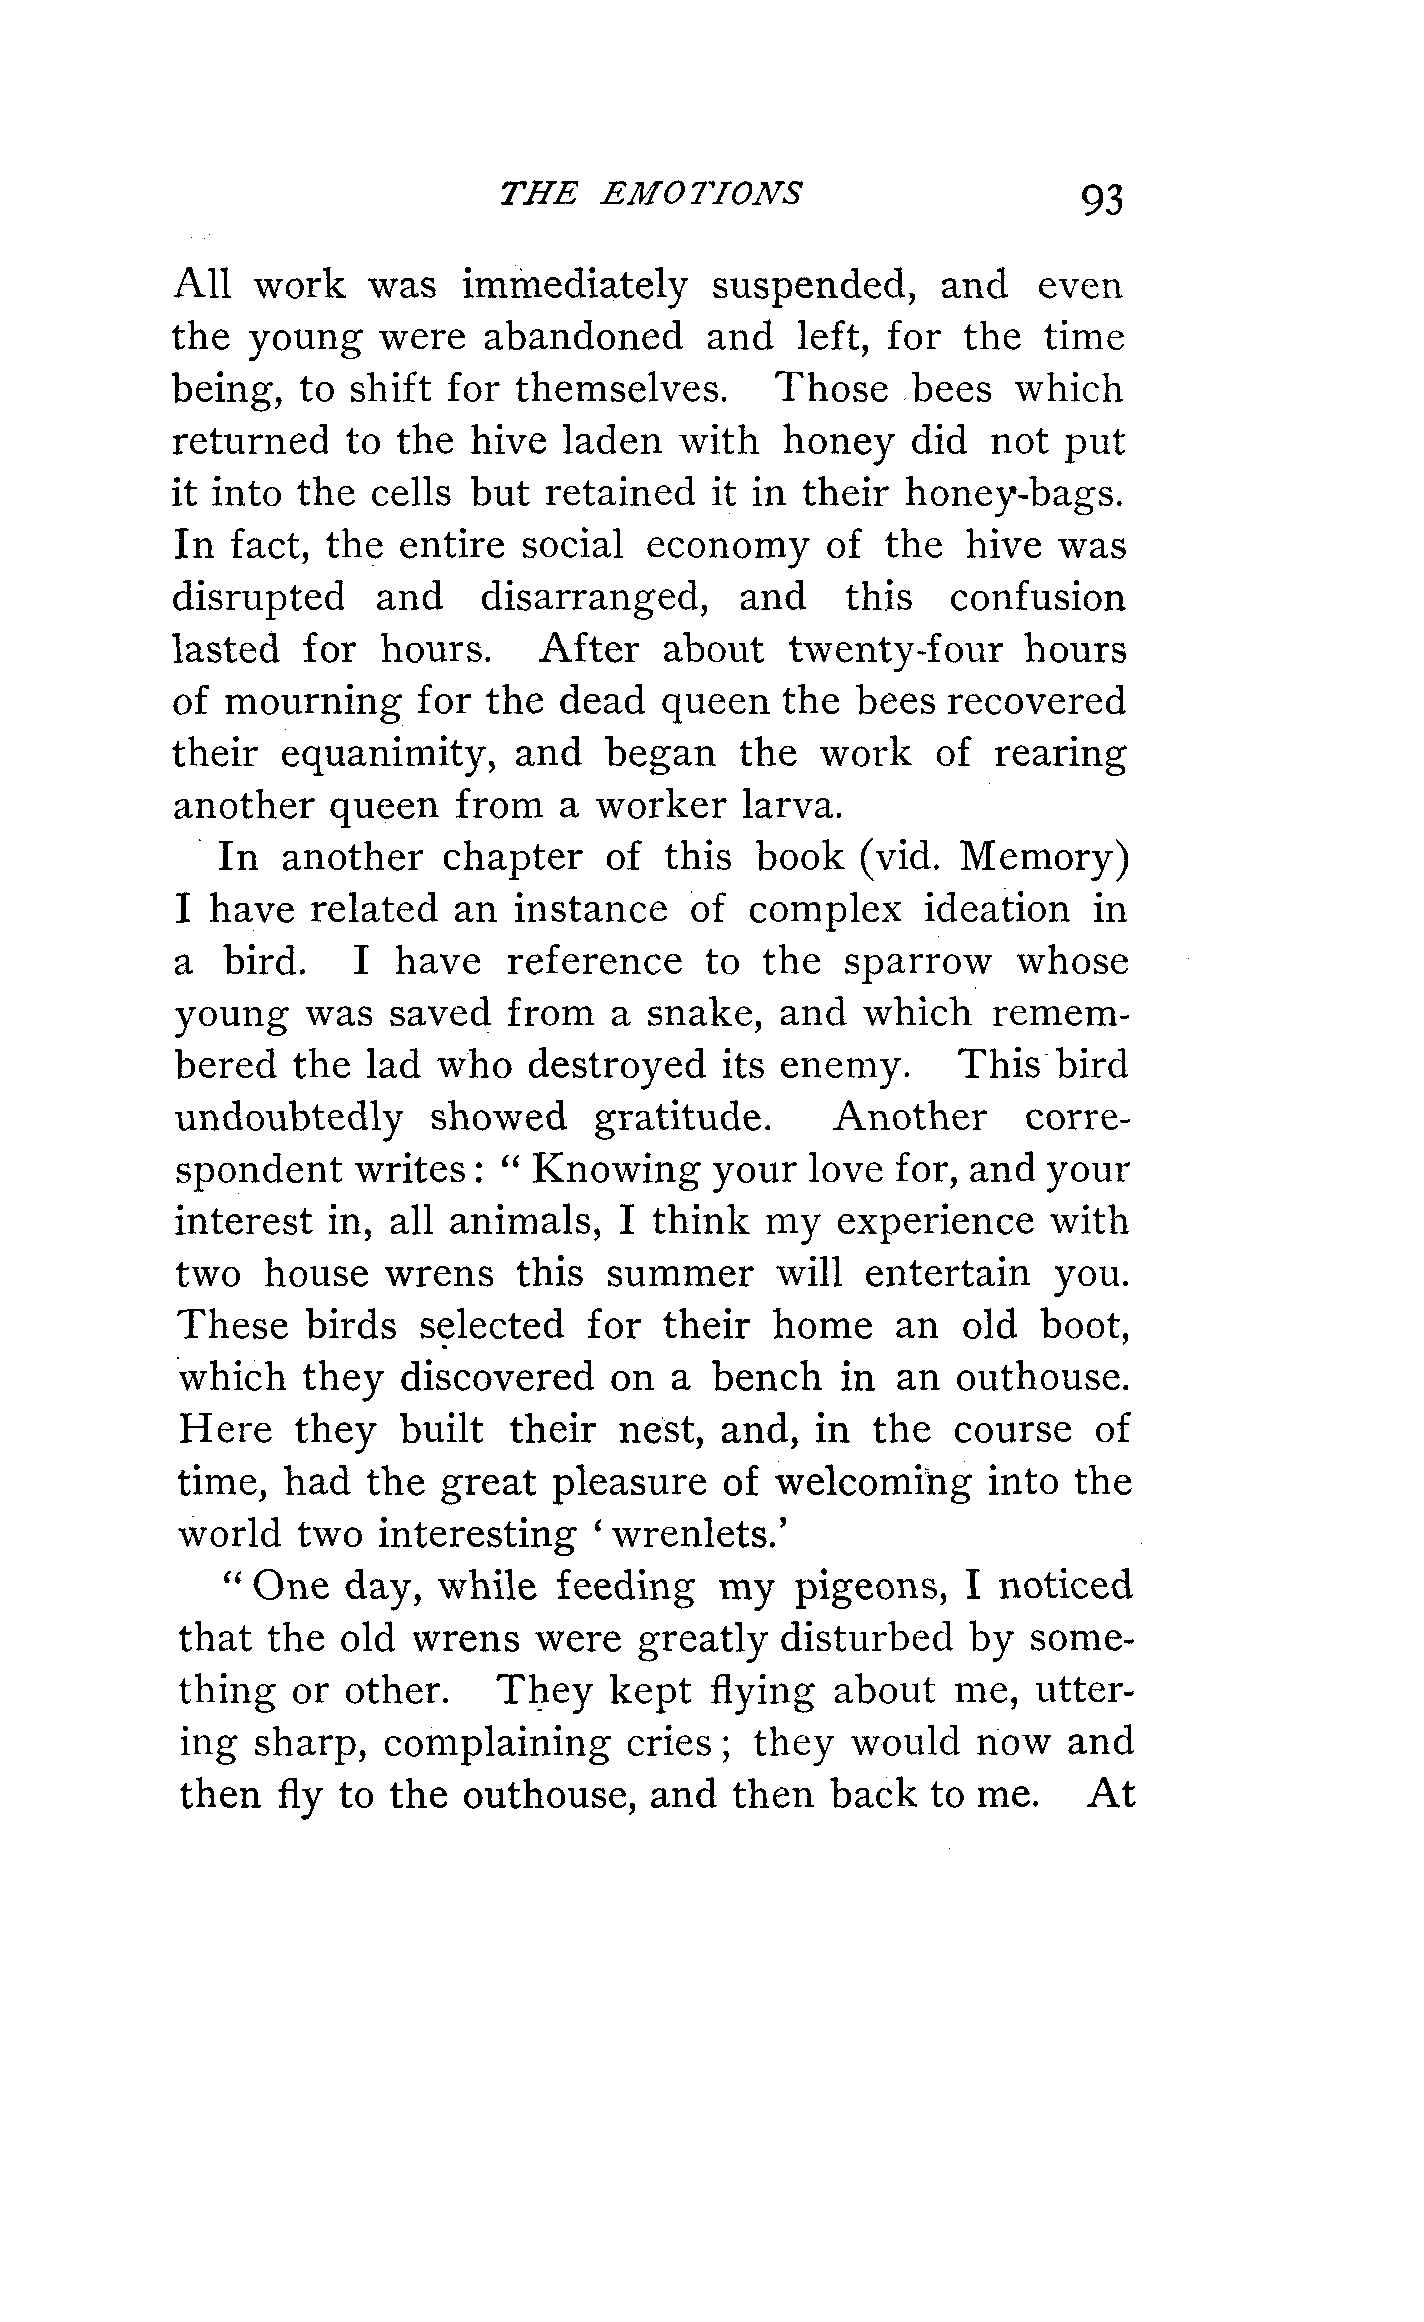 THE EMOTIONS 93
All work was immediately suspended, and even
the young were abandoned and left, for the time
being, to shift for themselves. Those bees which
returned to the hive laden with honey did not put
it into the cells but retained it in their honey-bags.
In fact, the entire social economy of the hive was
disrupted and disarranged, and this confusion
lasted for hours. After about twenty-four hours
of mourning for the dead queen the bees recovered
their equanimity, and began the work of rearing
another queen from a worker larva.
In another chapter of this book (vid. Memory)
I have related an instance of complex ideation in
a bird. I have reference to the sparrow whose
young was saved from a snake, and which remem-
bered the lad who destroyed its enemy. This bird
undoubtedly showed gratitude. Another corre-
spondent writes: “ Knowing your love for, and your
interest in, all animals, I think my experience with
two house wrens this summer will entertain you.
These birds selected for their home an old boot,
which they discovered on a bench in an outhouse.
Here they built their nest, and, in the course of
time, had the great pleasure of welcoming into the
world two interesting ‘ wrenlets.’
“ One day, while feeding my pigeons, I noticed
that the old wrens were greatly disturbed by some-
thing or other. They kept flying about me, utter-
ing sharp, complaining cries; they would now and
then fly to the outhouse, and then back to me. At